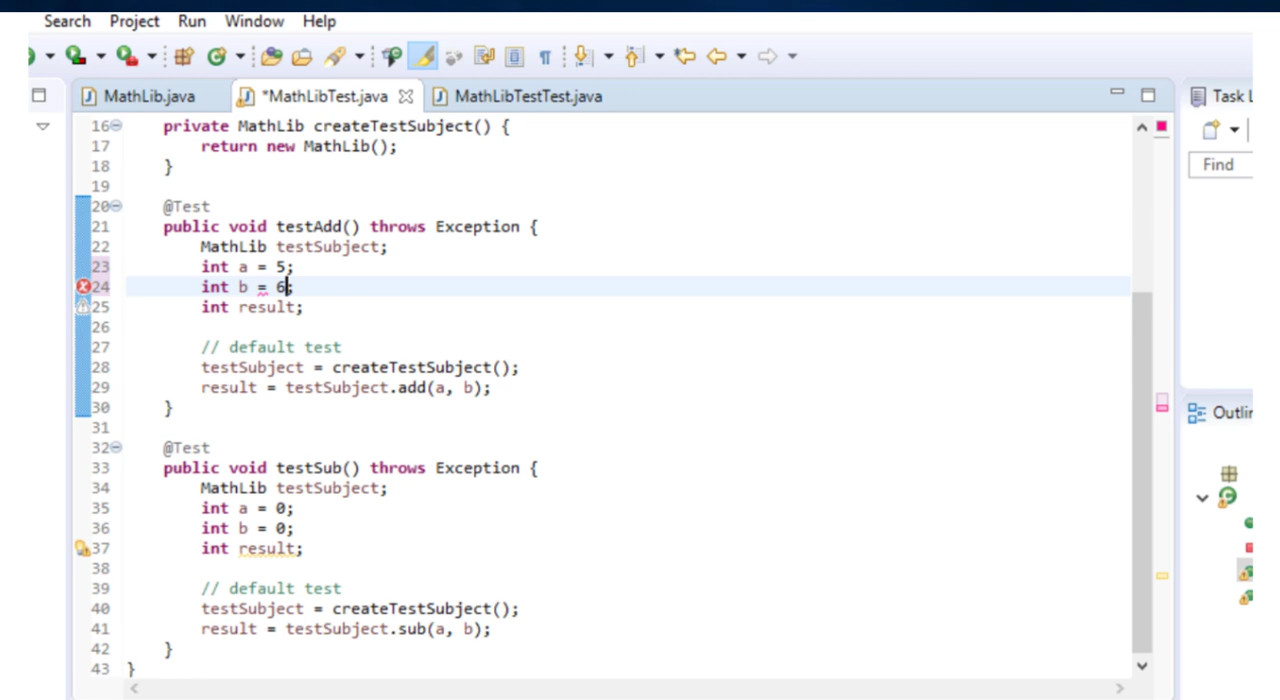 Search Project Run Window Help
MathLib.java *MathLibTest.java MathLibTestTest.java
Task L
Find
16 private MathLib createTestSubject() {
17 return new MathLib();
18 }
19
20 @Test
21 public void testAdd() throws Exception {
22 MathLib testSubject;
23 int a = 5;
24 int b = 6;
25 int result;
26
27 // default test
28 testSubject = createTestSubject();
29 result = testSubject.add(a, b);
30 }
31
32 @Test
33 public void testSub() throws Exception {
34 MathLib testSubject;
35 int a = 0;
36 int b = 0;
37 int result;
38
39 // default test
40 testSubject = createTestSubject();
41 result = testSubject.sub(a, b);
42 }
43 }
Outlin